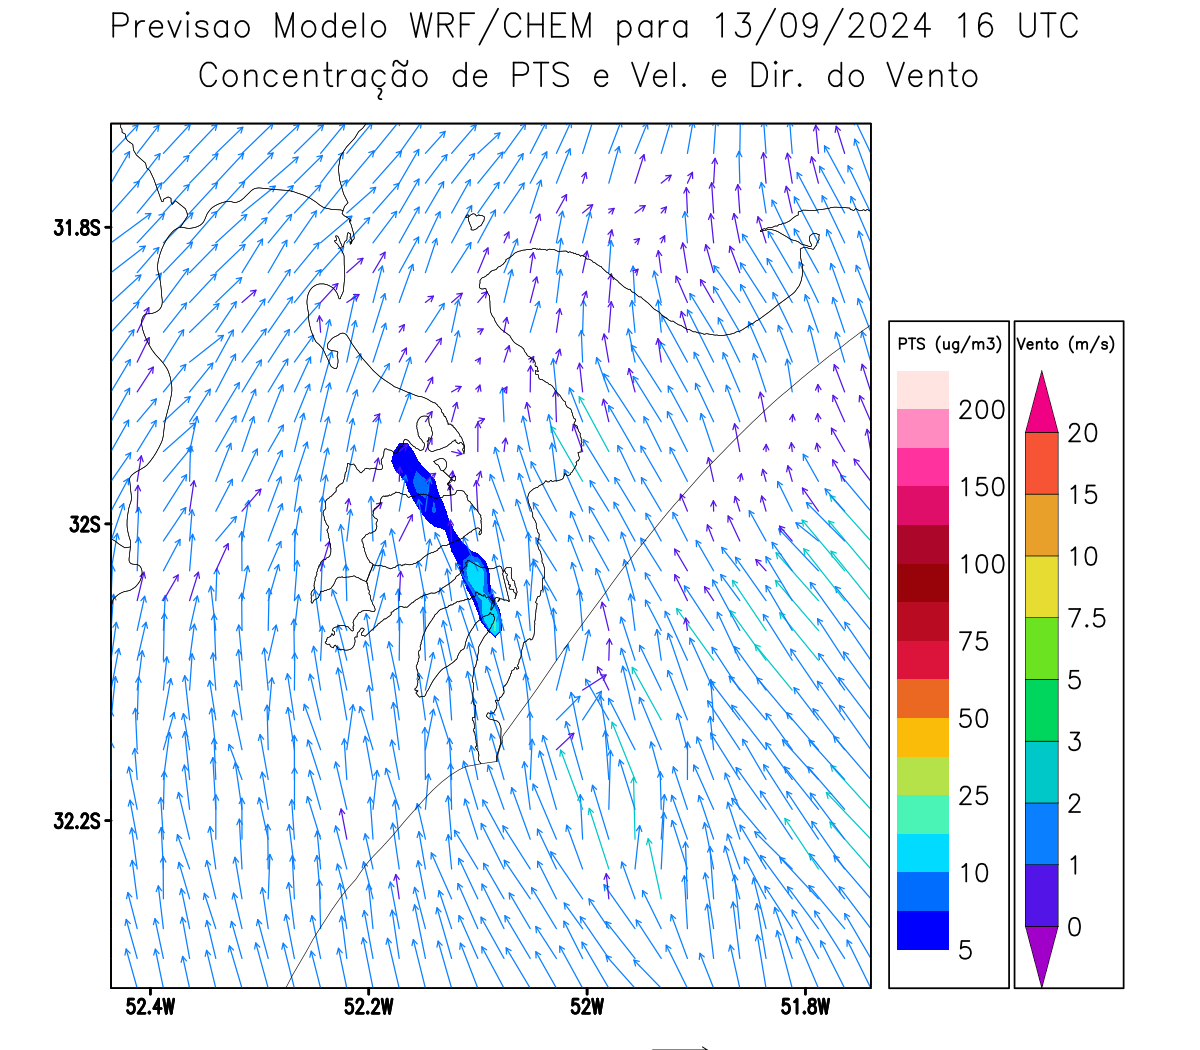 Previsao Modelo WRF/CHEM para 13/09/2024 16 UTC
Concentração de PTS e Vel. e Dir. do Vento
31.8S
32S
32.2S
52.4W
52.2W
52W
51.8W
PTS (ug/m3)
200
150
100
75
50
25
10
5
Vento (m/s)
20
15
10
7.5
5
3
2
1
0